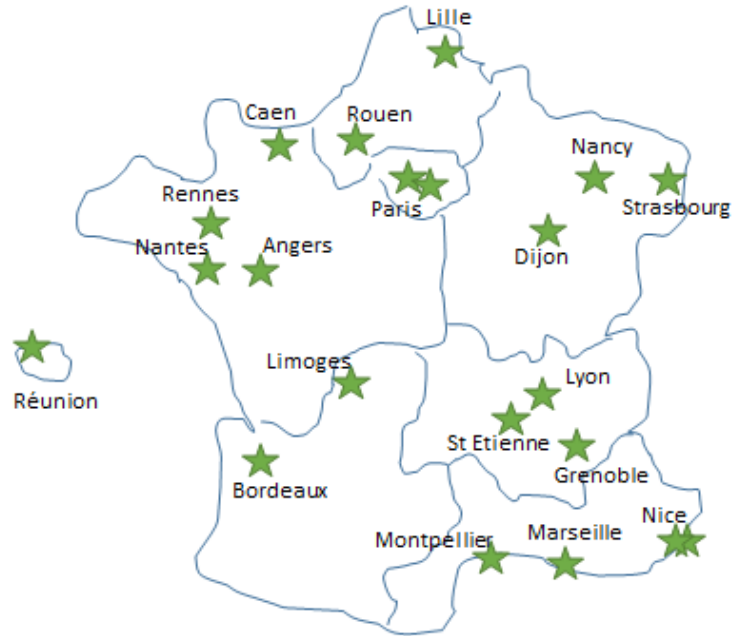 Lille
Caen
Rouen
Nancy
Rennes
Paris
Strasbourg
Nantes
Angers
Dijon
Limoges
Lyon
Réunion
St Etienne
Grenoble
Bordeaux
Nice
Montpellier
Marseille